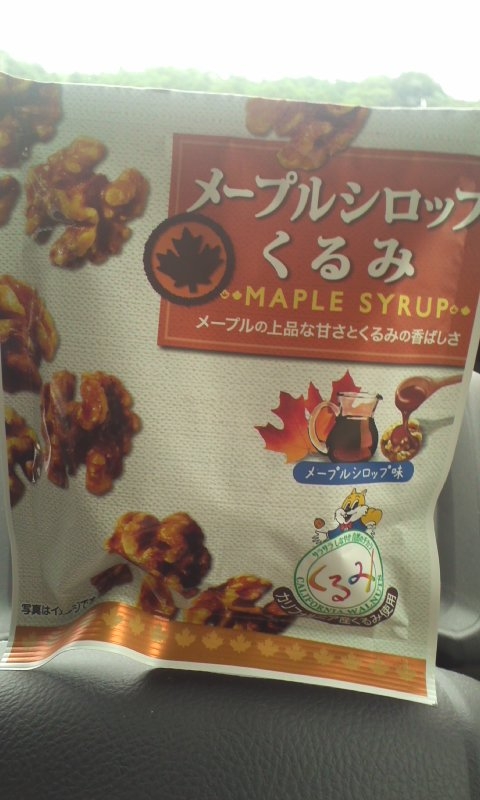 メープルシロップ
くるみ
MAPLE SYRUP
メープルの上品な甘さとくるみの香ばしさ
メープルシロップ味
くるみ
CALIFORNIA WALNUTS
カリフォルニア産くるみ使用
写真はイメージです